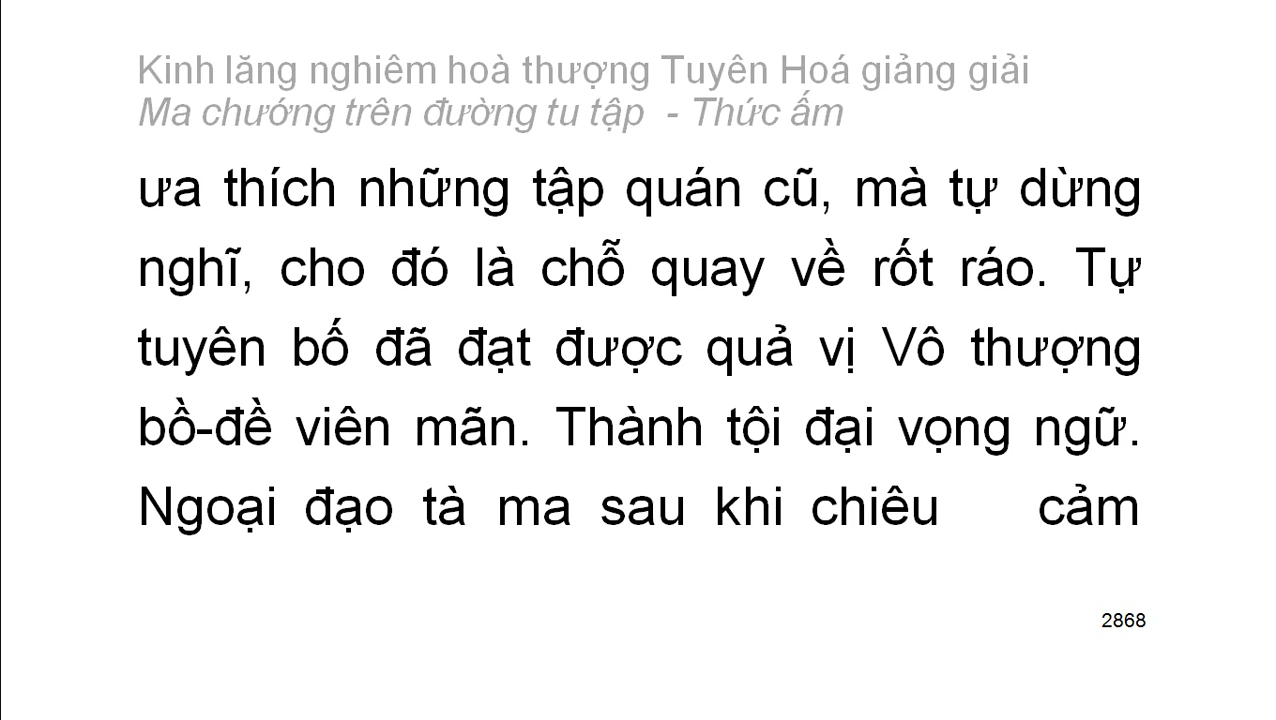 Kinh lăng nghiêm hoà thượng Tuyên Hoá giảng giải
Ma chướng trên đường tu tập - Thức ấm
ưa thích những tập quán cũ, mà tự dừng
nghĩ, cho đó là chỗ quay về rốt ráo. Tự
tuyên bố đã đạt được quả vị Vô thượng
bồ-đề viên mãn. Thành tội đại vọng ngữ.
Ngoại đạo tà ma sau khi chiêu cảm
2868